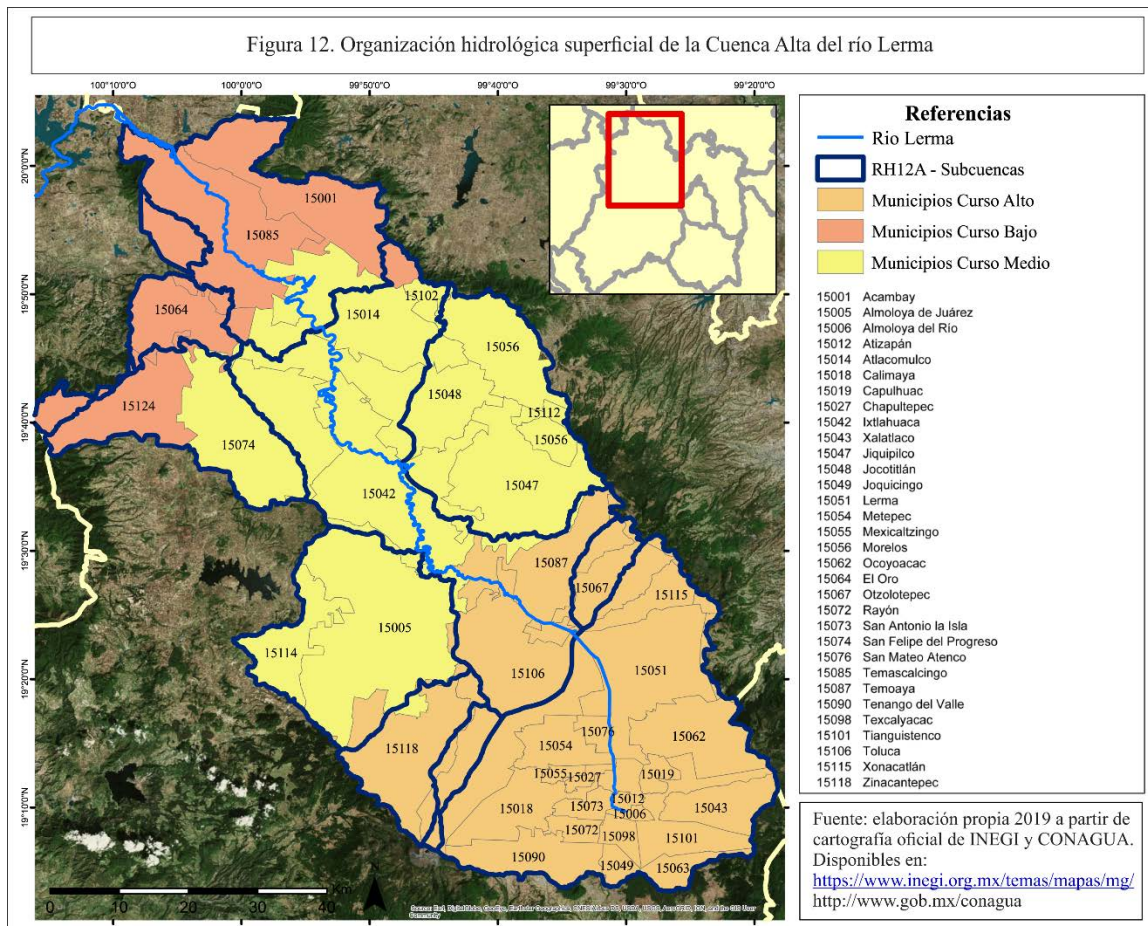 Figura 12. Organización hidrológica superficial de la Cuenca Alta del río Lerma
100°10'0"O
100°0'0"O
99°50'0"O
99°40'0"O
99°30'0"O
99°20'0"O
20°0'0"N
19°50'0"N
19°40'0"N
19°30'0"N
19°20'0"N
19°10'0"N
15001
15085
15102
15064
15014
15056
15048
15112
15124
15056
15074
15047
15042
15087
15067
15115
15005
15114
15051
15106
15076
15062
15118
15054
15055
15027
15019
15012
15018
15073
15006
15043
15072
15098
15101
15090
15049
15063
0
10
20
30
40
Km
Referencias
Rio Lerma
RH12A - Subcuencas
Municipios Curso Alto
Municipios Curso Bajo
Municipios Curso Medio
15001 Acambay
15005 Almoloya de Juárez
15006 Almoloya del Río
15012 Atizapán
15014 Atlacomulco
15018 Calimaya
15019 Capulhuac
15027 Chapultepec
15042 Ixtlahuaca
15043 Xalatlaco
15047 Jiquipilco
15048 Jocotitlán
15049 Joquicingo
15051 Lerma
15054 Metepec
15055 Mexicaltzingo
15056 Morelos
15062 Ocoyoacac
15064 El Oro
15067 Otzolotepec
15072 Rayón
15073 San Antonio la Isla
15074 San Felipe del Progreso
15076 San Mateo Atenco
15085 Temascalcingo
15087 Temoaya
15090 Tenango del Valle
15098 Texcalyacac
15101 Tianguistenco
15106 Toluca
15115 Xonacatlán
15118 Zinacantepec
Fuente: elaboración propia 2019 a partir de
cartografía oficial de INEGI y CONAGUA.
Disponibles en:
https://www.inegi.org.mx/temas/mapas/mg/
http://www.gob.mx/conagua